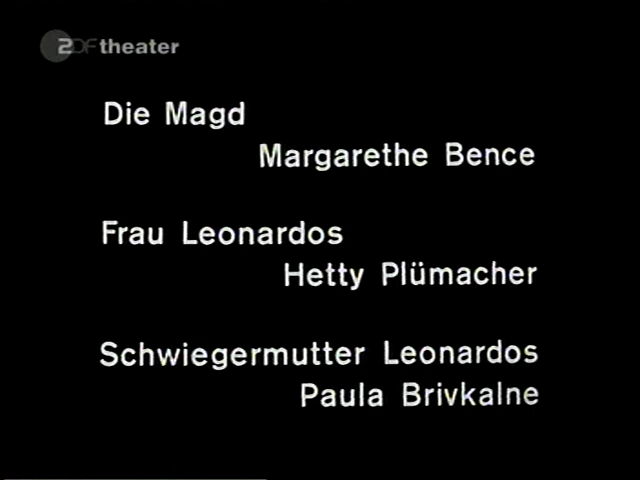 ZDFtheater
Die Magd
Margarethe Bence
Frau Leonardos
Hetty Plümacher
Schwiegermutter Leonardos
Paula Brivkalne